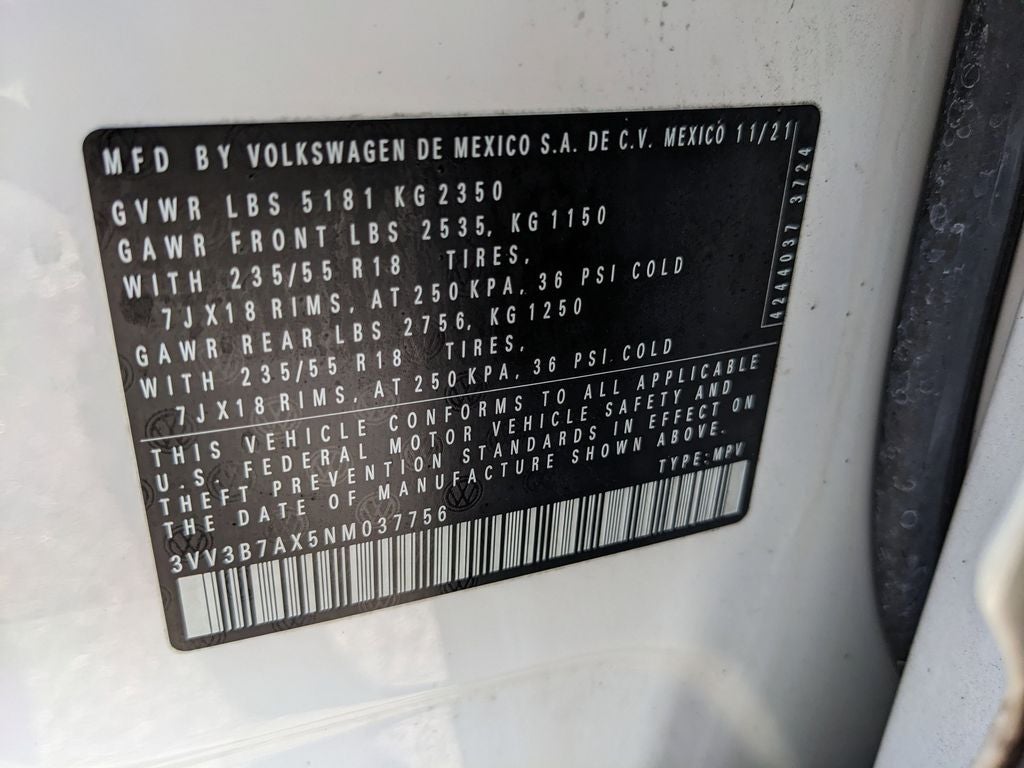 MFD BY VOLKSWAGEN DE MEXICO S.A. DE C.V. MEXICO 11/21
GVWR LBS 5181 KG 2350
GAWR FRONT LBS 2535, KG 1150
WITH 235/55 R18 TIRES,
7JX18 RIMS, AT 250 KPA, 36 PSI COLD
GAWR REAR LBS 2756, KG 1250
WITH 235/55 R18 TIRES,
7JX18 RIMS, AT 250 KPA, 36 PSI COLD
THIS VEHICLE CONFORMS TO ALL APPLICABLE
U.S. FEDERAL MOTOR VEHICLE SAFETY AND
THEFT PREVENTION STANDARDS IN EFFECT ON
THE DATE OF MANUFACTURE SHOWN ABOVE.
TYPE: MPV
3VV3B7AX5NM037756
4244037 3724